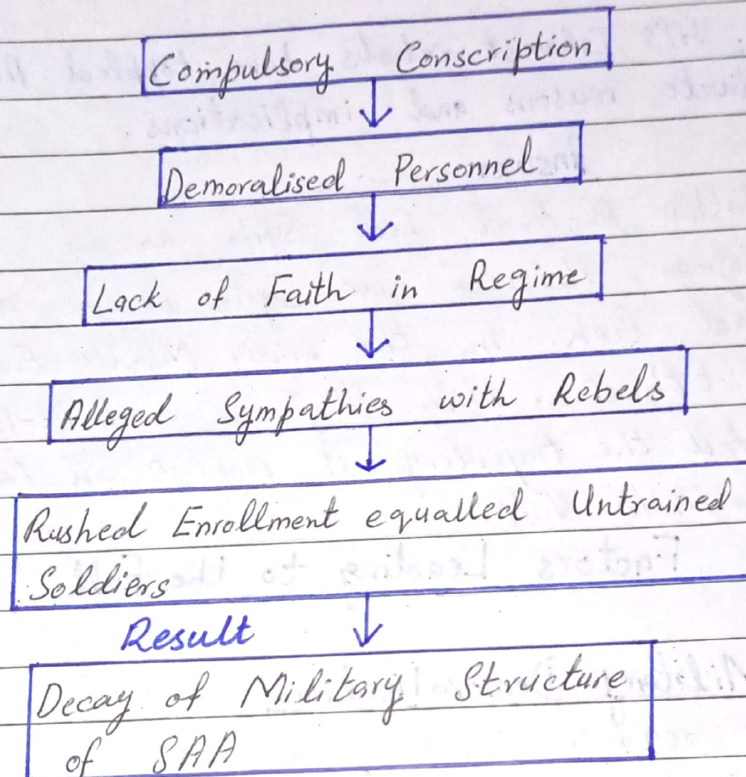 Compulsory Conscription
Demoralised Personnel
Lack of Faith in Regime
Alleged Sympathies with Rebels
Rushed Enrollment equalled Untrained
Soldiers
Result
Decay of Military Structure
of SAA